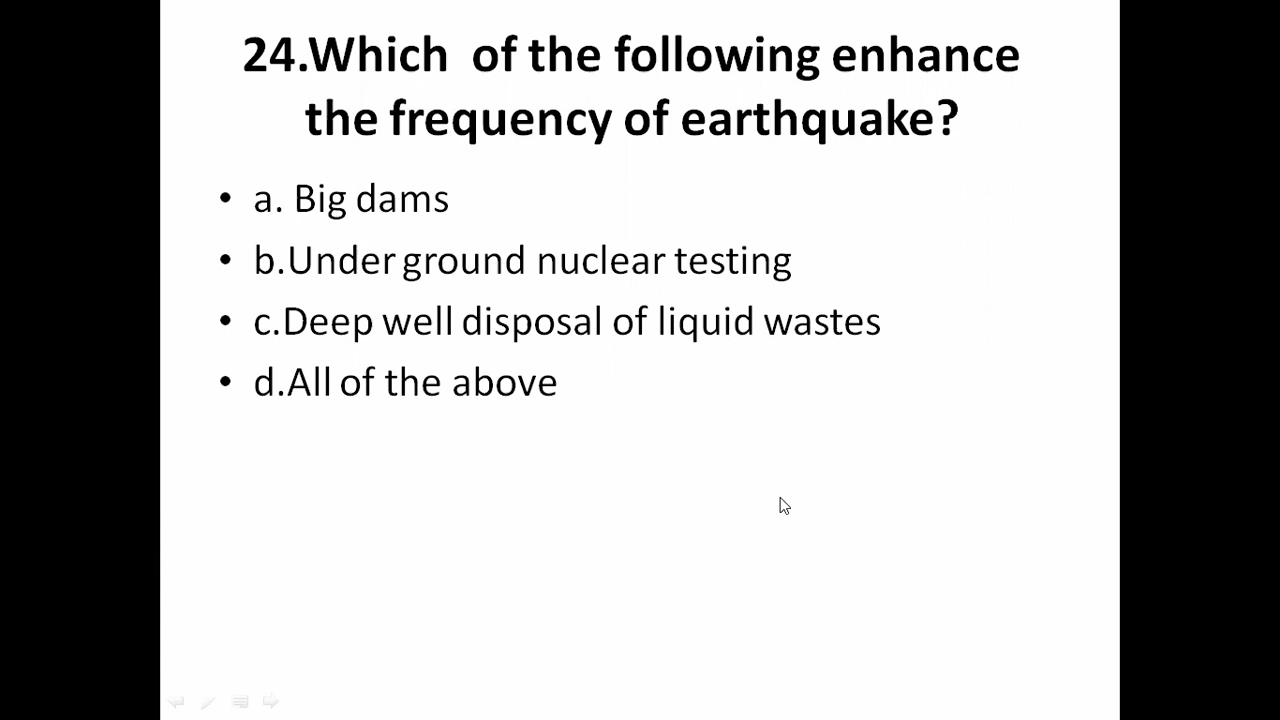 24.Which of the following enhance
the frequency of earthquake?
• a. Big dams
• b.Under ground nuclear testing
• c.Deep well disposal of liquid wastes
• d.All of the above